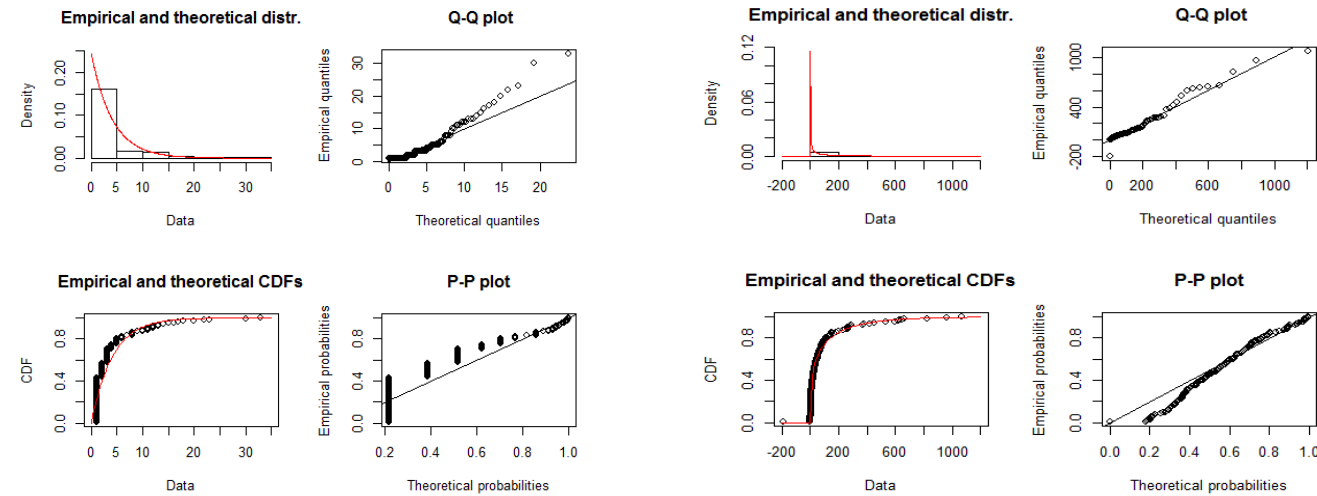 Empirical and theoretical distr.
Density
0.00 0.10 0.20
0 5 10 20 30
Data
Q-Q plot
Empirical quantiles
0 10 20 30
0 5 10 20
Theoretical quantiles
Empirical and theoretical distr.
Density
0.00 0.06 0.12
-200 200 600 1000
Data
Q-Q plot
Empirical quantiles
-200 400 1000
0 200 600 1000
Theoretical quantiles
Empirical and theoretical CDFs
CDF
0.0 0.4 0.8
0 5 10 20 30
Data
P-P plot
Empirical probabilities
0.0 0.4 0.8
0.2 0.4 0.6 0.8 1.0
Theoretical probabilities
Empirical and theoretical CDFs
CDF
0.0 0.4 0.8
-200 200 600 1000
Data
P-P plot
Empirical probabilities
0.0 0.4 0.8
0.0 0.2 0.4 0.6 0.8 1.0
Theoretical probabilities